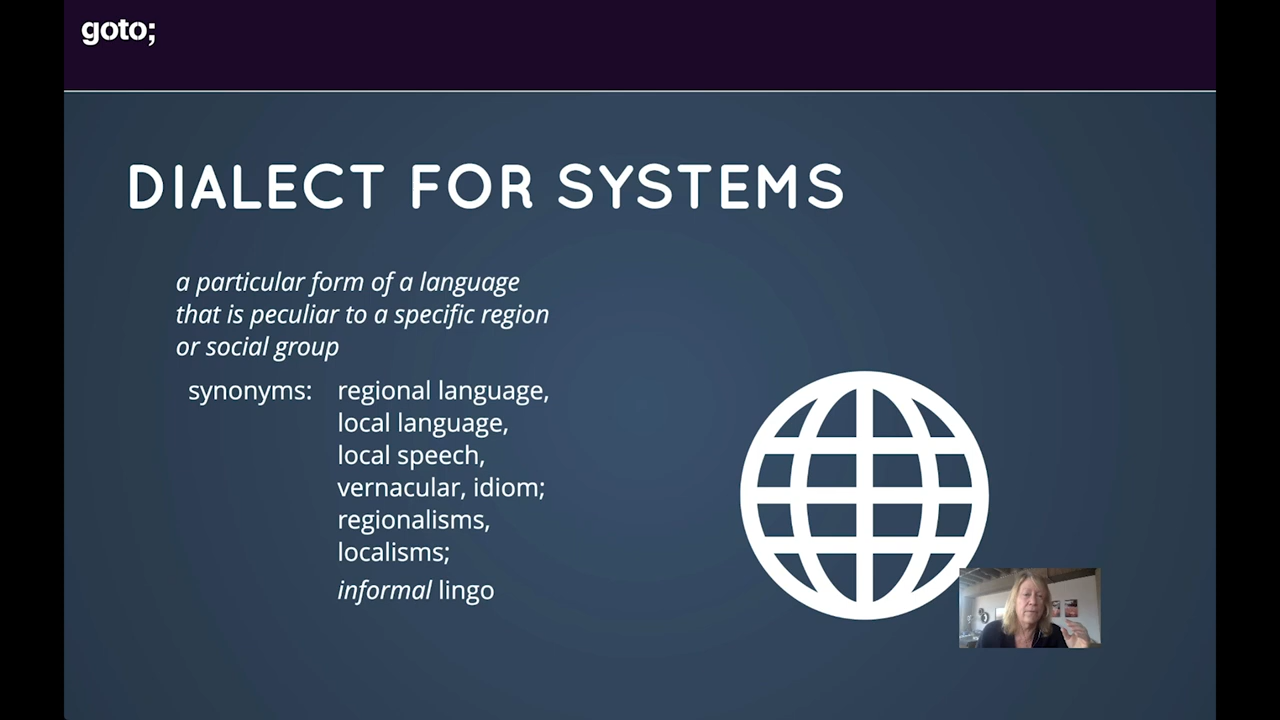 goto;
DIALECT FOR SYSTEMS
a particular form of a language
that is peculiar to a specific region
or social group
synonyms: regional language,
local language,
local speech,
vernacular, idiom;
regionalisms,
localisms;
informal lingo